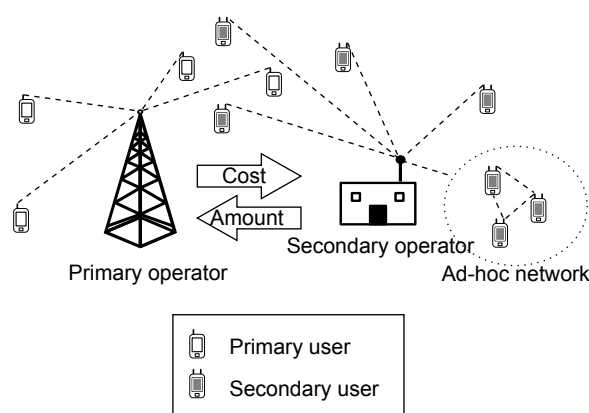 Cost
Amount
Secondary operator
Primary operator
Ad-hoc network
Primary user
Secondary user